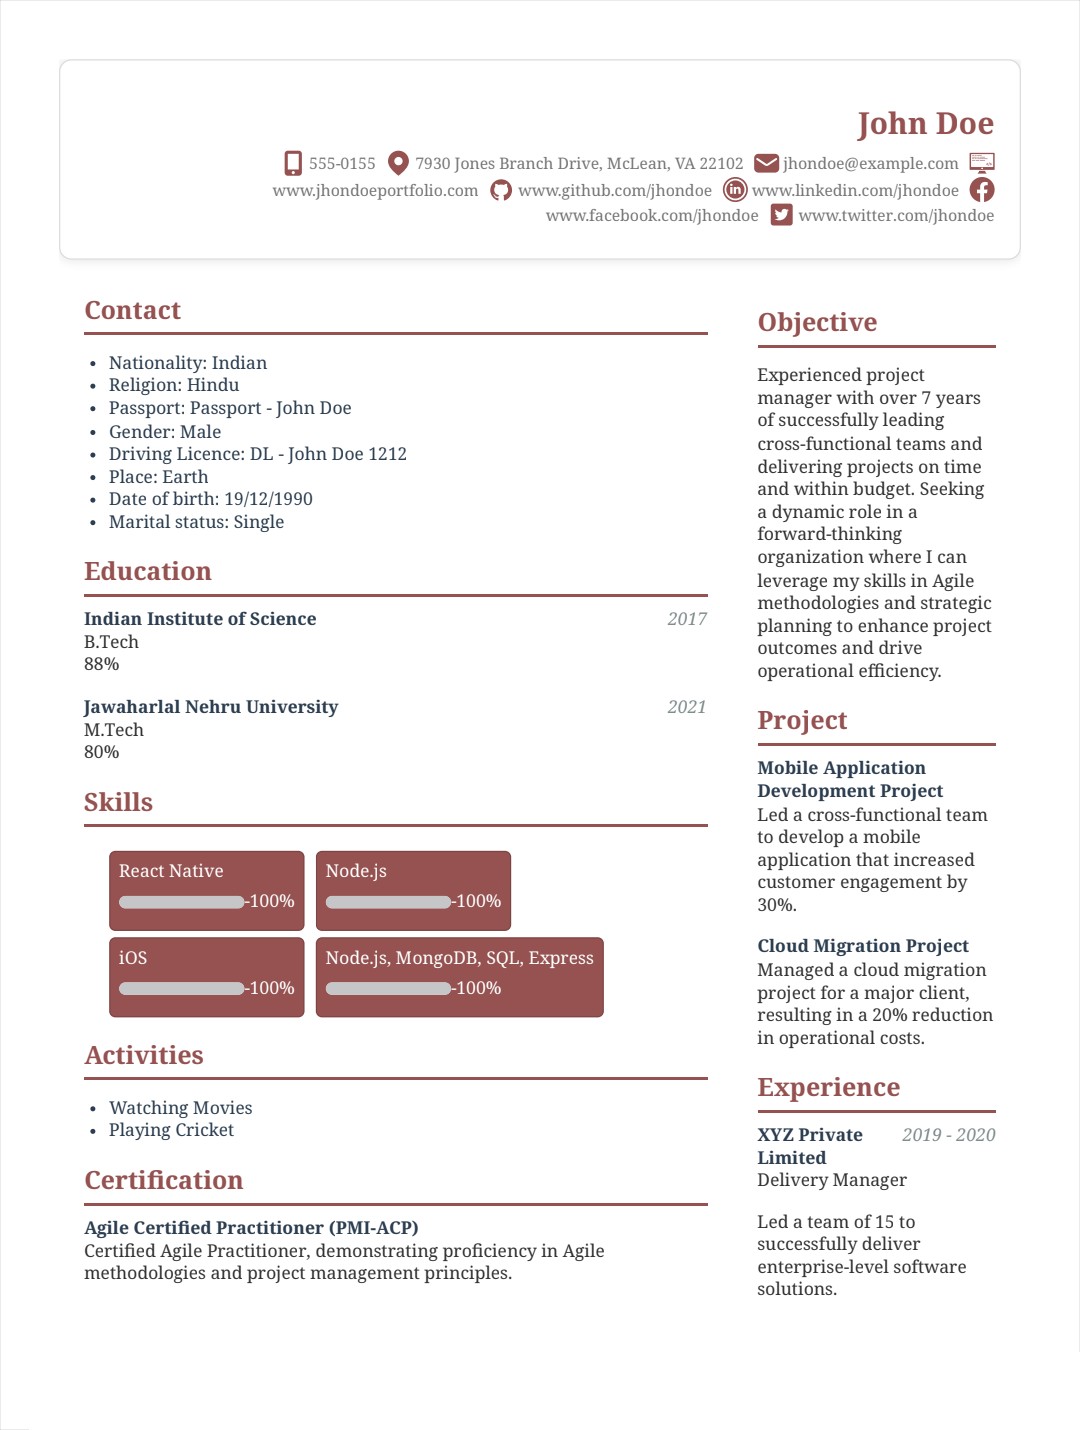 John Doe
555-0155 7930 Jones Branch Drive, McLean, VA 22102 jhondoe@example.com
www.jhondoeportfolio.com www.github.com/jhondoe www.linkedin.com/jhondoe
www.facebook.com/jhondoe www.twitter.com/jhondoe
Contact
• Nationality: Indian
• Religion: Hindu
• Passport: Passport - John Doe
• Gender: Male
• Driving Licence: DL - John Doe 1212
• Place: Earth
• Date of birth: 19/12/1990
• Marital status: Single
Education
Indian Institute of Science 2017
B.Tech
88%
Jawaharlal Nehru University 2021
M.Tech
80%
Skills
React Native
-100%
Node.js
-100%
iOS
-100%
Node.js, MongoDB, SQL, Express
-100%
Activities
• Watching Movies
• Playing Cricket
Certification
Agile Certified Practitioner (PMI-ACP)
Certified Agile Practitioner, demonstrating proficiency in Agile
methodologies and project management principles.
Objective
Experienced project
manager with over 7 years
of successfully leading
cross-functional teams and
delivering projects on time
and within budget. Seeking
a dynamic role in a
forward-thinking
organization where I can
leverage my skills in Agile
methodologies and strategic
planning to enhance project
outcomes and drive
operational efficiency.
Project
Mobile Application
Development Project
Led a cross-functional team
to develop a mobile
application that increased
customer engagement by
30%.
Cloud Migration Project
Managed a cloud migration
project for a major client,
resulting in a 20% reduction
in operational costs.
Experience
XYZ Private 2019 - 2020
Limited
Delivery Manager
Led a team of 15 to
successfully deliver
enterprise-level software
solutions.